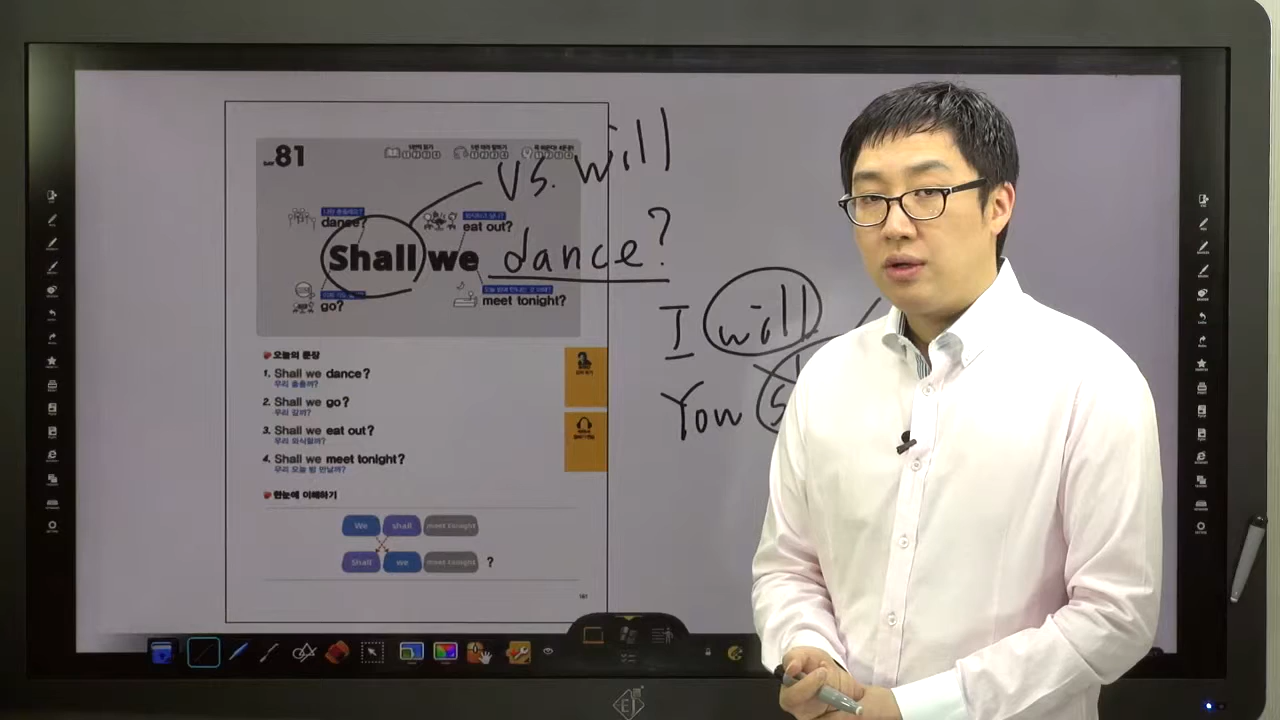 DAY 81
vs. will
dance?
eat out?
Shall we dance?
go?
meet tonight?
I will
You
오늘의 문장
1. Shall we dance?
우리 춤출까?
2. Shall we go?
우리 갈까?
3. Shall we eat out?
우리 외식할까?
4. Shall we meet tonight?
우리 오늘 밤 만날까?
한눈에 이해하기
We shall meet tonight
Shall we meet tonight ?
181